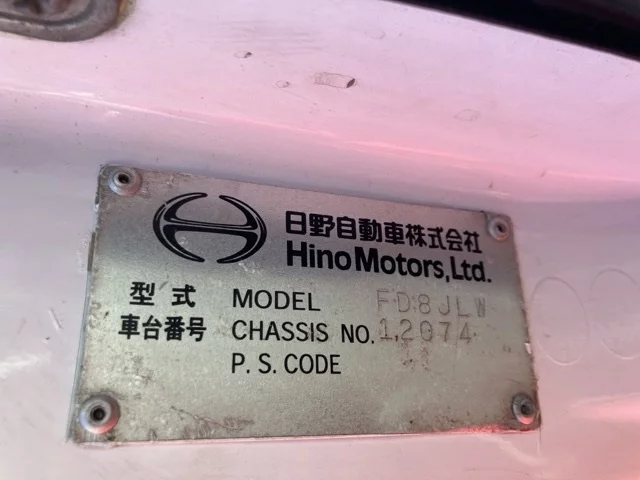 日野自動車株式会社
Hino Motors, Ltd.
型式 MODEL FD8JLW
車台番号 CHASSIS NO. 12074
P.S. CODE